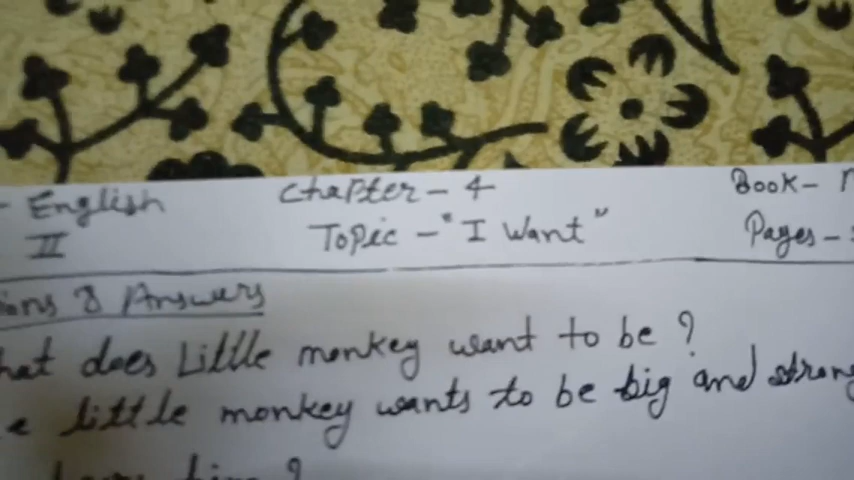 English Chapter - 4 Book -
II Topic - "I Want" Pages -
& Answers
does Little monkey want to be ?
little monkey wants to be big and strong